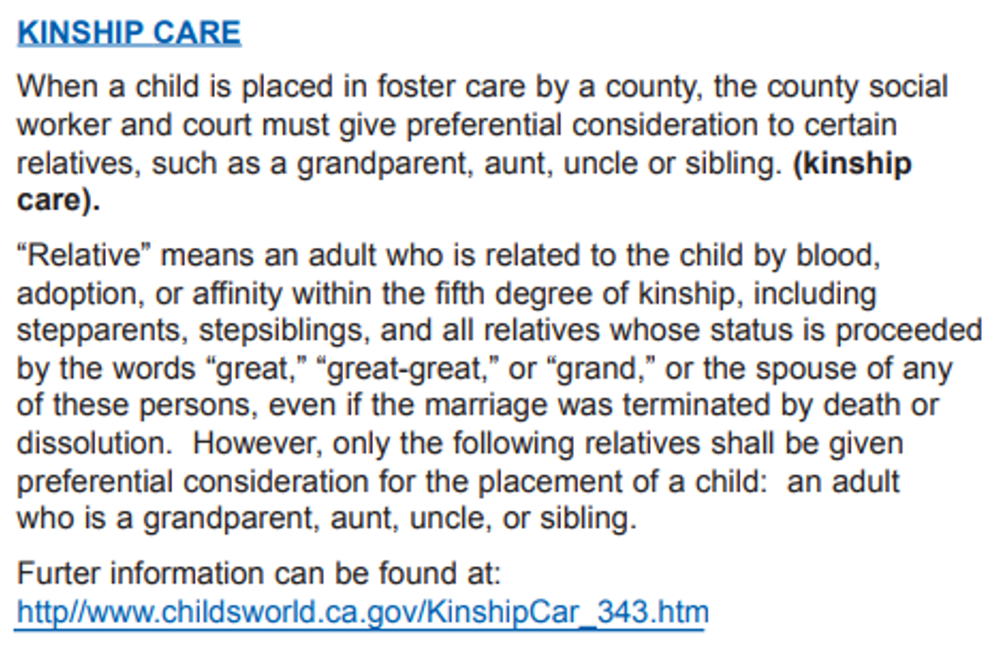 KINSHIP CARE
When a child is placed in foster care by a county, the county social
worker and court must give preferential consideration to certain
relatives, such as a grandparent, aunt, uncle or sibling. (kinship
care).
“Relative” means an adult who is related to the child by blood,
adoption, or affinity within the fifth degree of kinship, including
stepparents, stepsiblings, and all relatives whose status is proceeded
by the words “great,” “great-great,” or “grand,” or the spouse of any
of these persons, even if the marriage was terminated by death or
dissolution.  However, only the following relatives shall be given
preferential consideration for the placement of a child:  an adult
who is a grandparent, aunt, uncle, or sibling.
Furter information can be found at:
http//www.childsworld.ca.gov/KinshipCar_343.htm